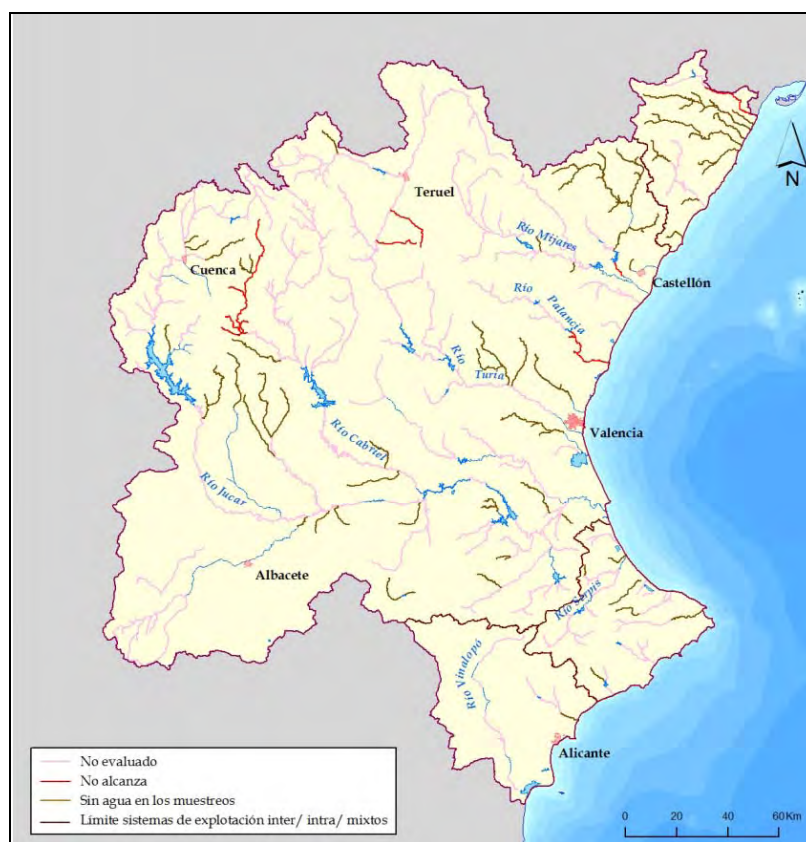 Teruel
N
Río Mijares
Cuenca
Castellón
Río Palancia
Río Turia
Valencia
Río Cabriel
Río Jucar
Albacete
Río Serpis
Río Vinalopó
Alicante
No evaluado
No alcanza
Sin agua en los muestreos
Límite sistemas de explotación inter/ intra/ mixtos
0 20 40 60 Km